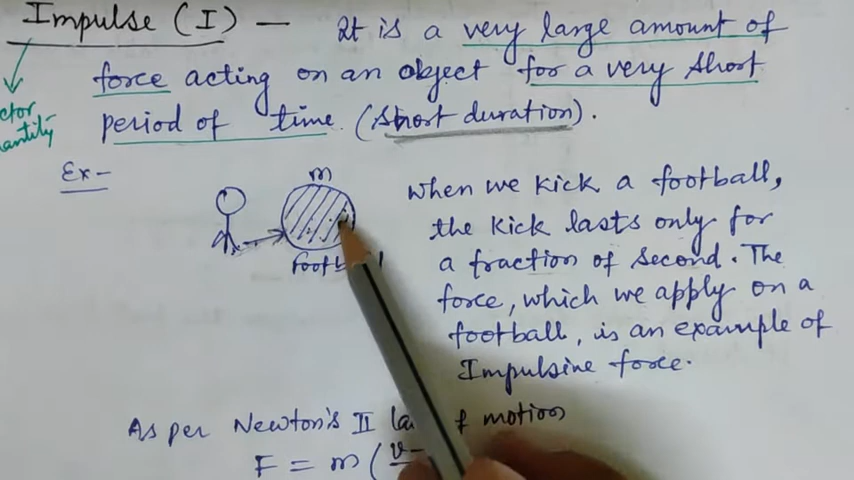 Impulse (I) — It is a very large amount of
force acting on an object for a very short
period of time (short duration).
Ex-
m
football
when we kick a football,
the kick lasts only for
a fraction of second. The
force, which we apply on a
football, is an example of
Impulsine force.
As per Newton's II of motion
F = m (v-